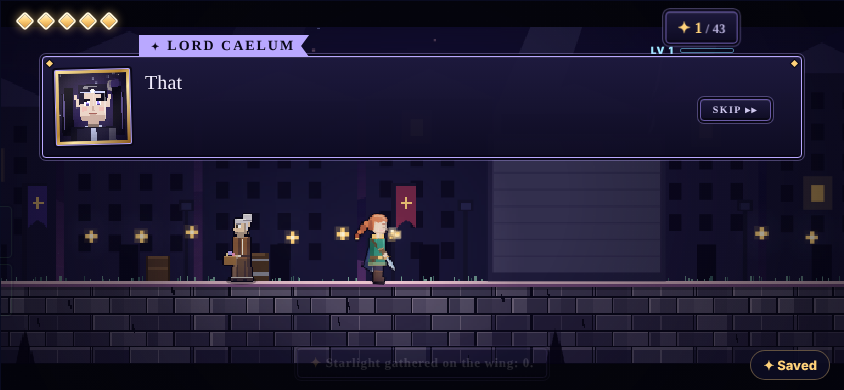 ✦ 1 / 43
✦ LORD CAELUM
LV 1
That
SKIP ▸▸
✦ Starlight gathered on the wing: 0.
✦ Saved